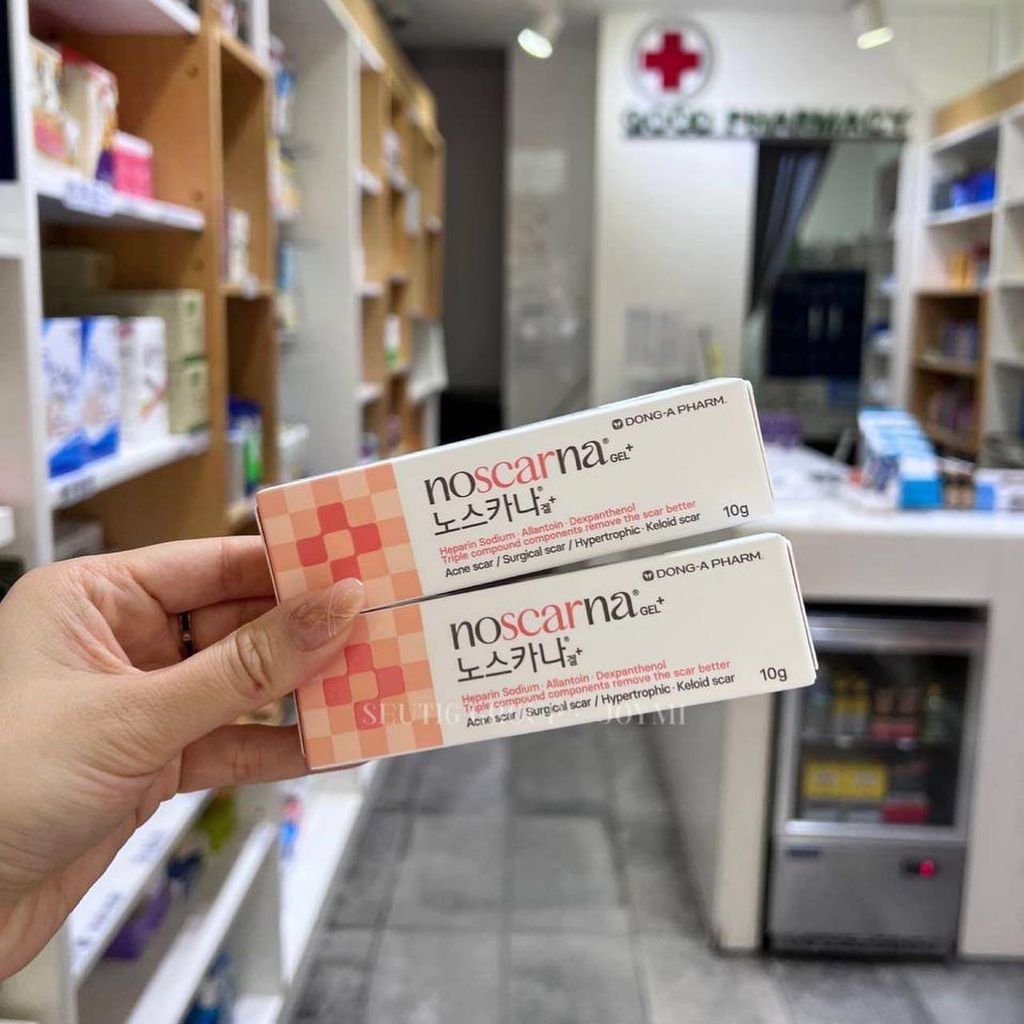 GOOD PHARMACY
DONG-A PHARM.
noscarna® GEL+
노스카나® 겔+
Heparin Sodium · Allantoin · Dexpanthenol
Triple compound components remove the scar better
Acne scar / Surgical scar / Hypertrophic · Keloid scar
10g
DONG-A PHARM.
noscarna® GEL+
노스카나® 겔+
Heparin Sodium · Allantoin · Dexpanthenol
Triple compound components remove the scar better
Acne scar / Surgical scar / Hypertrophic · Keloid scar
10g
JOYMI